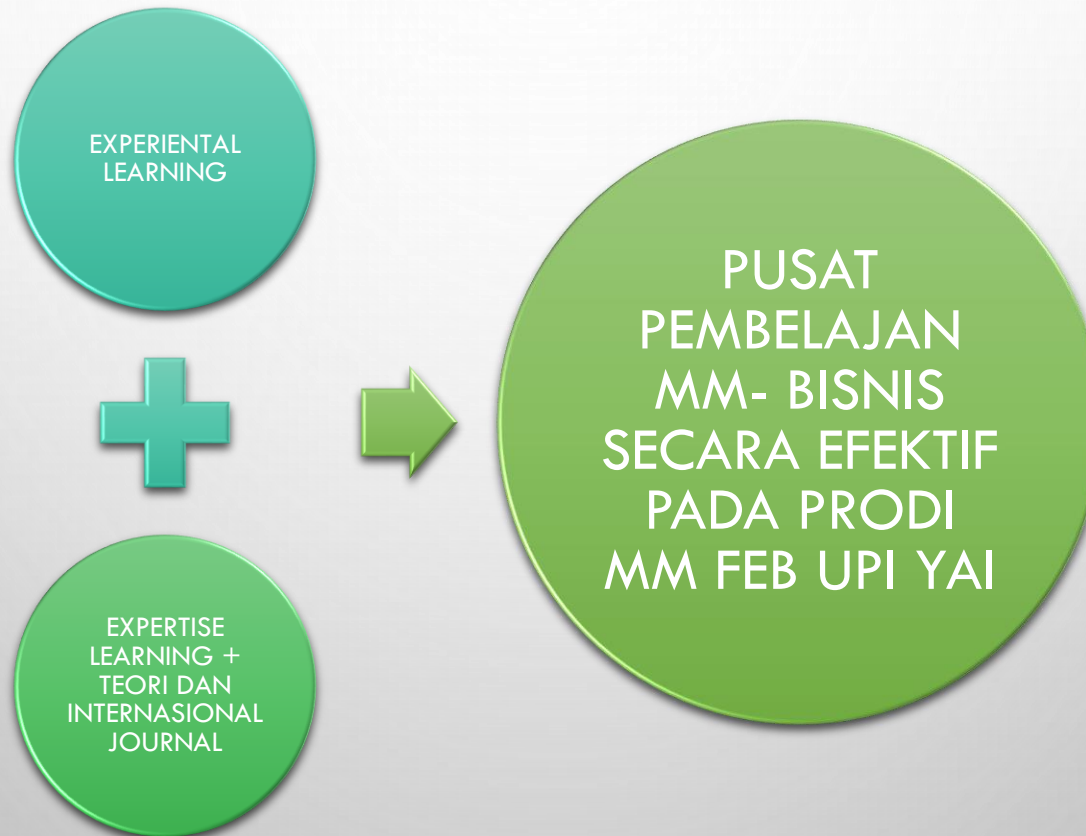 EXPERIENTAL
LEARNING
EXPERTISE
LEARNING +
TEORI DAN
INTERNASIONAL
JOURNAL
PUSAT
PEMBELAJAN
MM- BISNIS
SECARA EFEKTIF
PADA PRODI
MM FEB UPI YAI